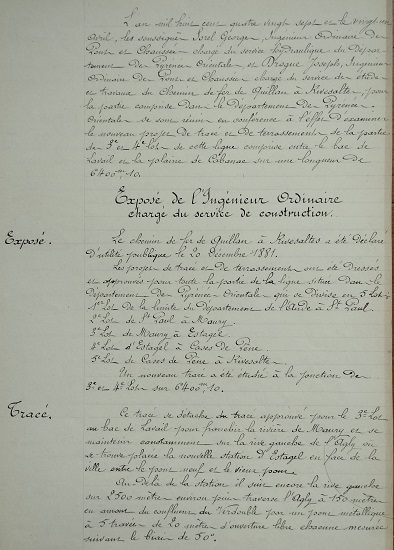 L'an mil huit cent quatre vingt sept et le vingt
avril, les soussignés Sorel Georges, Ingénieur Ordinaire des
Ponts et Chaussées chargé du service hydraulique du Dépar-
tement des Pyrénées Orientales et Joseph, Ingénieur
Ordinaire des Ponts et Chaussées chargé du service des études
et travaux du Chemin de fer de Quillan à Rivesaltes, pour
la partie comprise dans le Département des Pyrénées
Orientales se sont réunis en conférence à l'effet d'examiner
le nouveau projet de tracé et de terrassements de la partie
des 3e et 4e lots de cette ligne comprise entre le bac de
Lavail et la plaine de Cabanac sur une longueur de
6400m,10.
Exposé de l'Ingénieur Ordinaire
chargé du service de construction.
Exposé.
Le chemin de fer de Quillan à Rivesaltes a été déclaré
d'utilité publique le 20 Décembre 1881.
Les projets de tracé et de terrassements ont été dressés
et approuvés pour toute la partie de la ligne située dans le
Département des Pyrénées Orientales, qui se divise en 5 Lots
1er Lot de la limite du Département de l'Aude à St Paul.
2e Lot de St Paul à Maury.
3e Lot de Maury à Estagel
4e Lot d'Estagel à Cases de Pène
5e Lot de Cases de Pène à Rivesaltes.
Un nouveau tracé a été étudié à la jonction des
3e et 4e Lots sur 6400m,10.
Tracé.
Ce tracé se détache du tracé approuvé pour le 3e Lot
au bac de Lavail pour franchir la rivière de Maury et se
maintenir constamment sur la rive gauche de l'Agly où
se trouve placée la nouvelle station d'Estagel en face de la
ville entre le pont neuf et le vieux pont
Au delà de la station il suit encore la rive gauche
sur 2500 mètres environ puis traverse l'Agly à 150 mètres
en amont du confluent du Verdouble par un pont métallique
à 5 travées de 20 mètres d'ouverture libre chacune mesurée
suivant le biais de 50°.